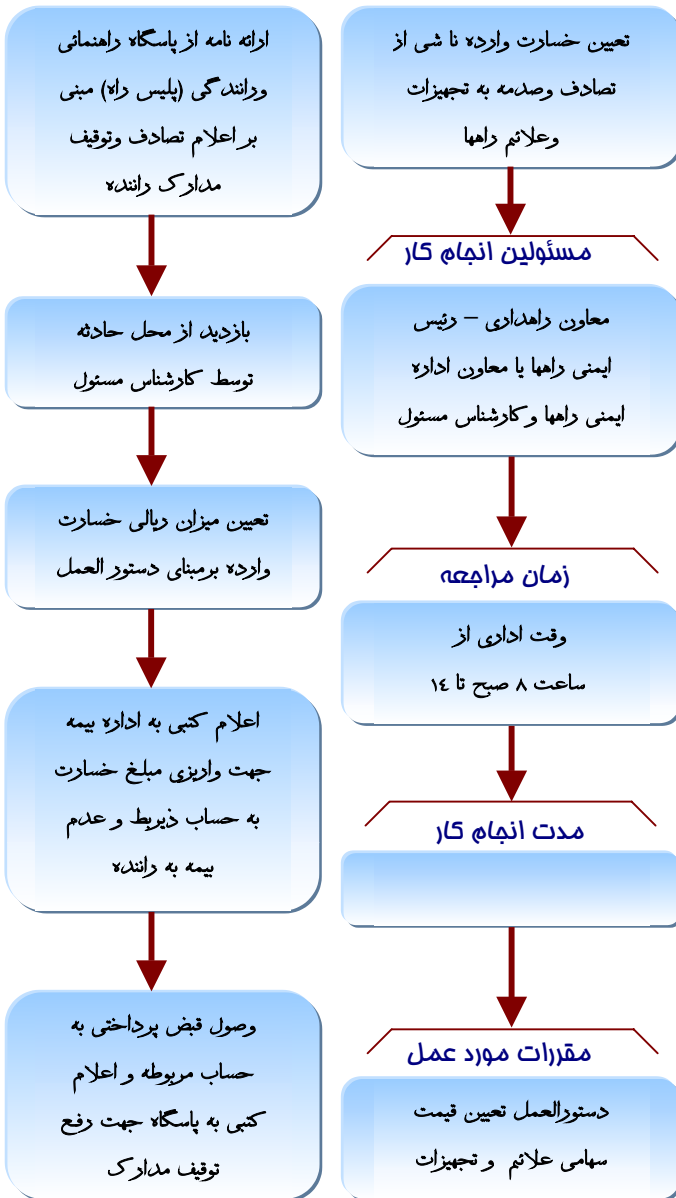 تعیین خسارت وارده نا شی از
تصادف وصدمه به تجهیزات
وعلائم راهها
مسئولین انجام کار
معاون راهداری – رئیس
ایمنی راهها یا معاون اداره
ایمنی راهها وکارشناس مسئول
زمان مراجعه
وقت اداری از
ساعت ۸ صبح تا ۱۴
مدت انجام کار
مقررات مورد عمل
دستورالعمل تعیین قیمت
سهامی علائم و تجهیزات
ارائه نامه از پاسگاه راهنمائی
ورانندگی (پلیس راه) مبنی
بر اعلام تصادف وتوقیف
مدارک راننده
بازدید از محل حادثه
توسط کارشناس مسئول
تعیین میزان ریالی خسارت
وارده برمبنای دستور العمل
اعلام کتبی به اداره بیمه
جهت واریزی مبلغ خسارت
به حساب ذیربط و عدم
بیمه به راننده
وصول قبض پرداختی به
حساب مربوطه و اعلام
کتبی به پاسگاه جهت رفع
توقیف مدارک